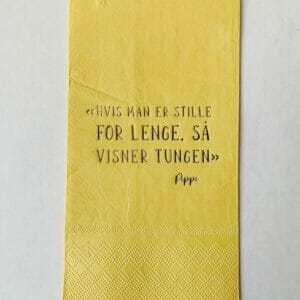 «HVIS MAN ER STILLE
FOR LENGE, SÅ
VISNER TUNGEN»
Pippi